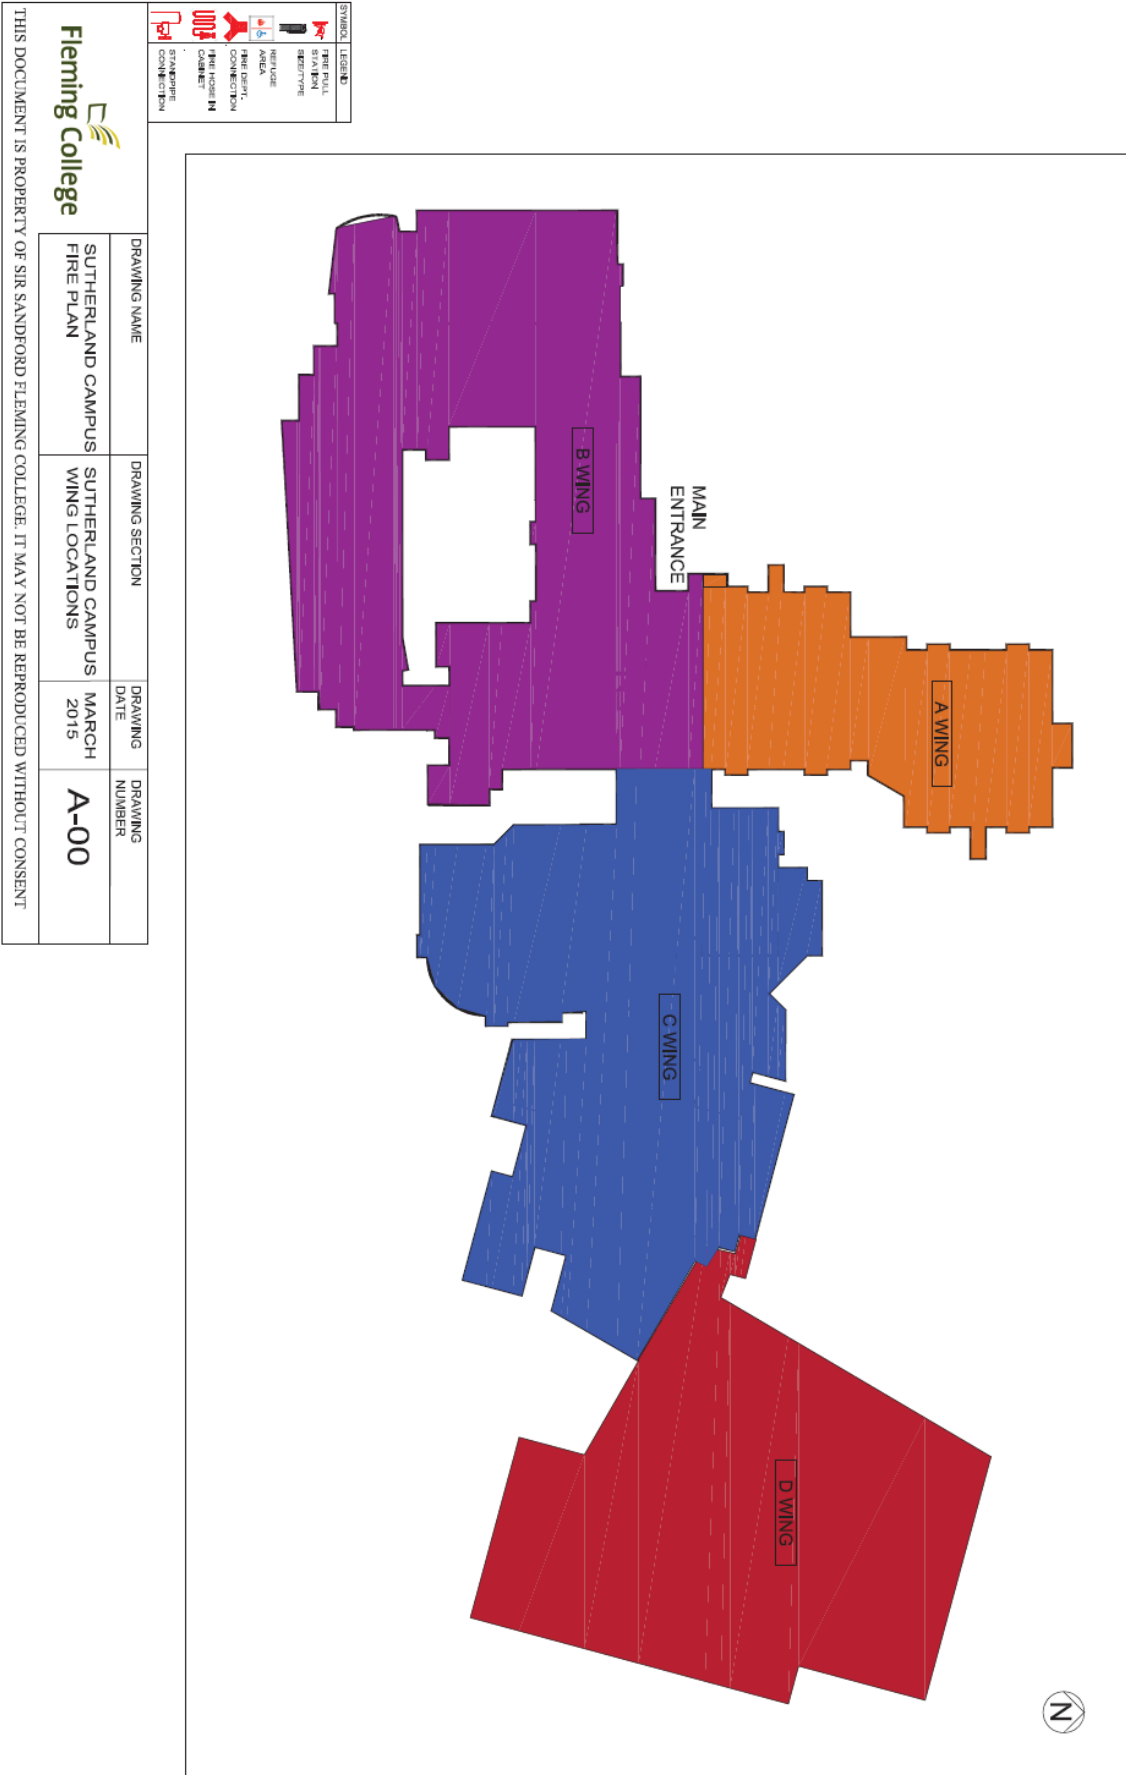 SYMBOL LEGEND
FIRE PULL
STATION
SIZE/TYPE
REFUGE
AREA
FIRE DEPT.
CONNECTION
FIRE HOSE IN
CABINET
STANDPIPE
CONNECTION
A WING
MAIN
ENTRANCE
B WING
C WING
D WING
N
Fleming College
DRAWING NAME
SUTHERLAND CAMPUS
FIRE PLAN
DRAWING SECTION
SUTHERLAND CAMPUS
WING LOCATIONS
DRAWING
DATE
MARCH
2015
DRAWING
NUMBER
A-00
THIS DOCUMENT IS PROPERTY OF SIR SANDFORD FLEMING COLLEGE. IT MAY NOT BE REPRODUCED WITHOUT CONSENT